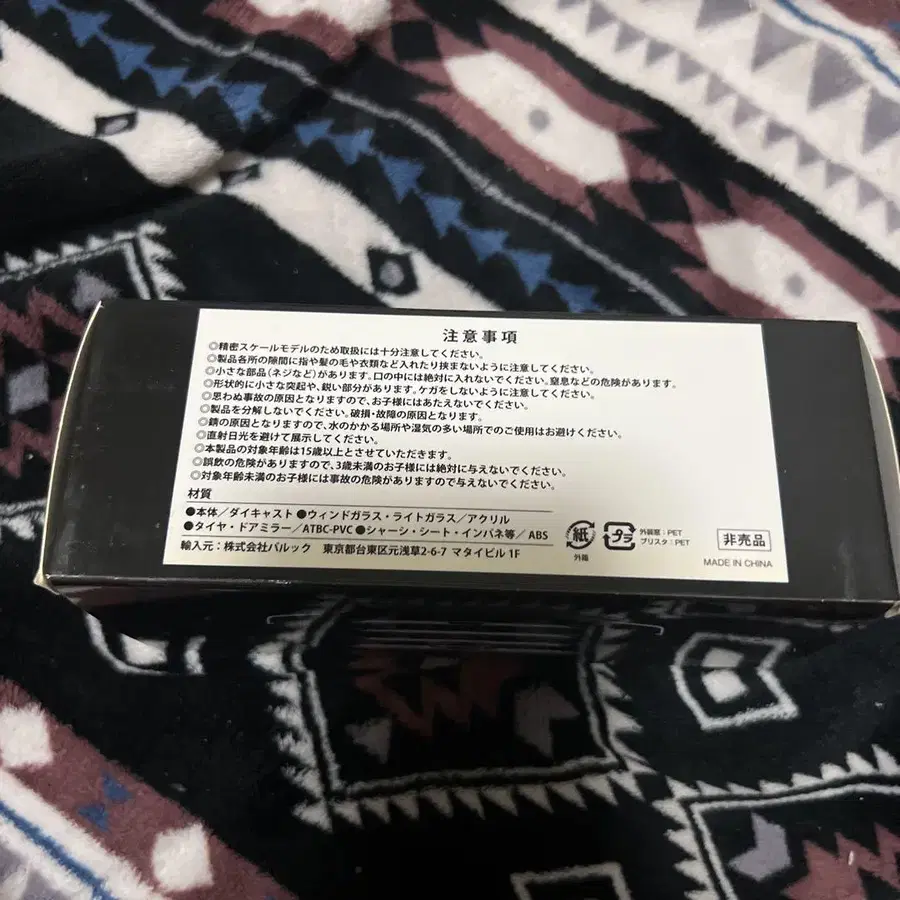 注意事項
◎精密スケールモデルのため取扱には十分注意してください。
◎製品各所の隙間に指や髪の毛や衣類など入れたり挟まないように注意してください。
◎小さな部品(ネジなど)があります。口の中には絶対に入れないでください。窒息などの危険があります。
◎形状的に小さな突起や、鋭い部分があります。ケガをしないようにしてください。
◎思わぬ事故の原因となりますので、お子様にはあたえないでください。
◎製品を分解しないでください。破損・故障の原因となります。
◎錆の原因となりますので、水のかかる場所や湿気の多い場所でのご使用はお避けください。
◎直射日光を避けて展示してください。
◎本製品の対象年齢は15歳以上とさせていただきます。
◎誤飲の危険がありますので、3歳未満のお子様には絶対に与えないでください。
◎対象年齢未満のお子様には事故の危険がありますので与えないでください。
材質
●本体/ダイキャスト ●ウィンドガラス・ライトガラス/アクリル
●タイヤ・ドアミラー/ATBC-PVC ●シャーシ・シート・インパネ等/ABS
輸入元:株式会社バルック 東京都台東区元浅草2-6-7 マタイビル 1F
紙
外箱
プラ
外装窓:PET
ブリスタ:PET
非売品
MADE IN CHINA